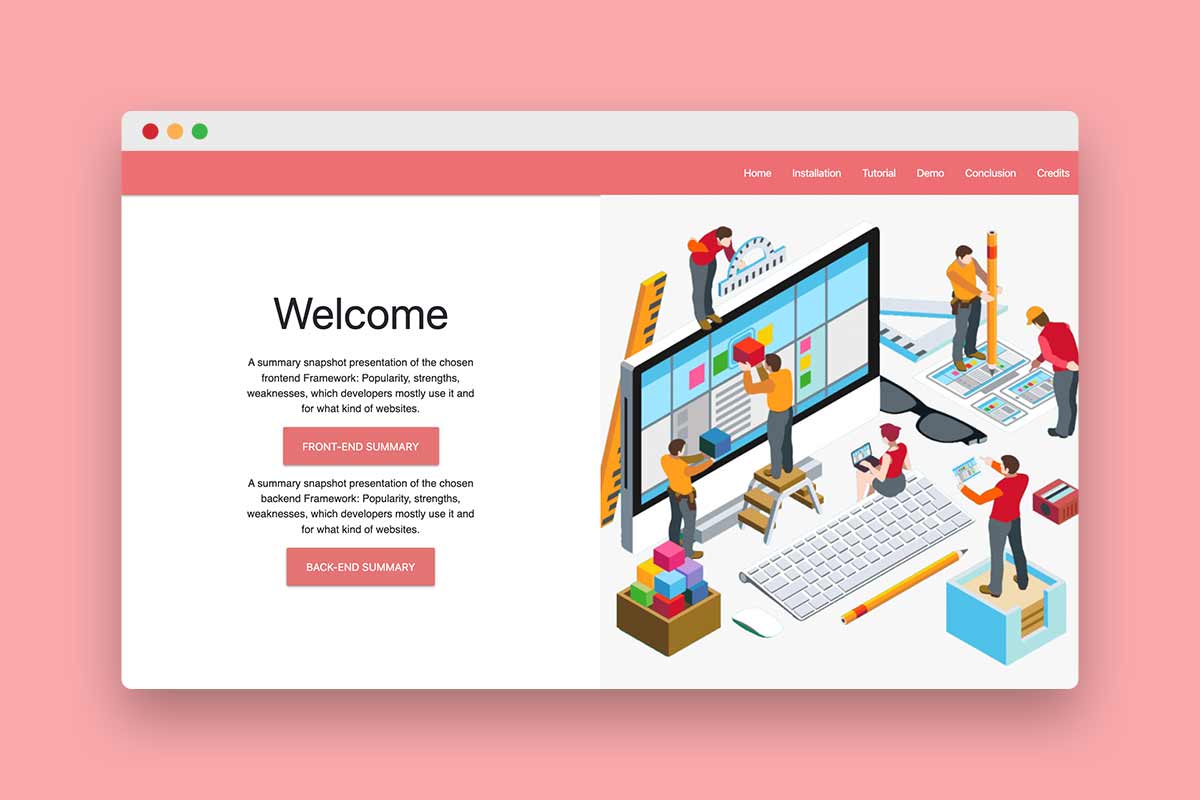 Home Installation Tutorial Demo Conclusion Credits
Welcome
A summary snapshot presentation of the chosen
frontend Framework: Popularity, strengths,
weaknesses, which developers mostly use it and
for what kind of websites.
FRONT-END SUMMARY
A summary snapshot presentation of the chosen
backend Framework: Popularity, strengths,
weaknesses, which developers mostly use it and
for what kind of websites.
BACK-END SUMMARY